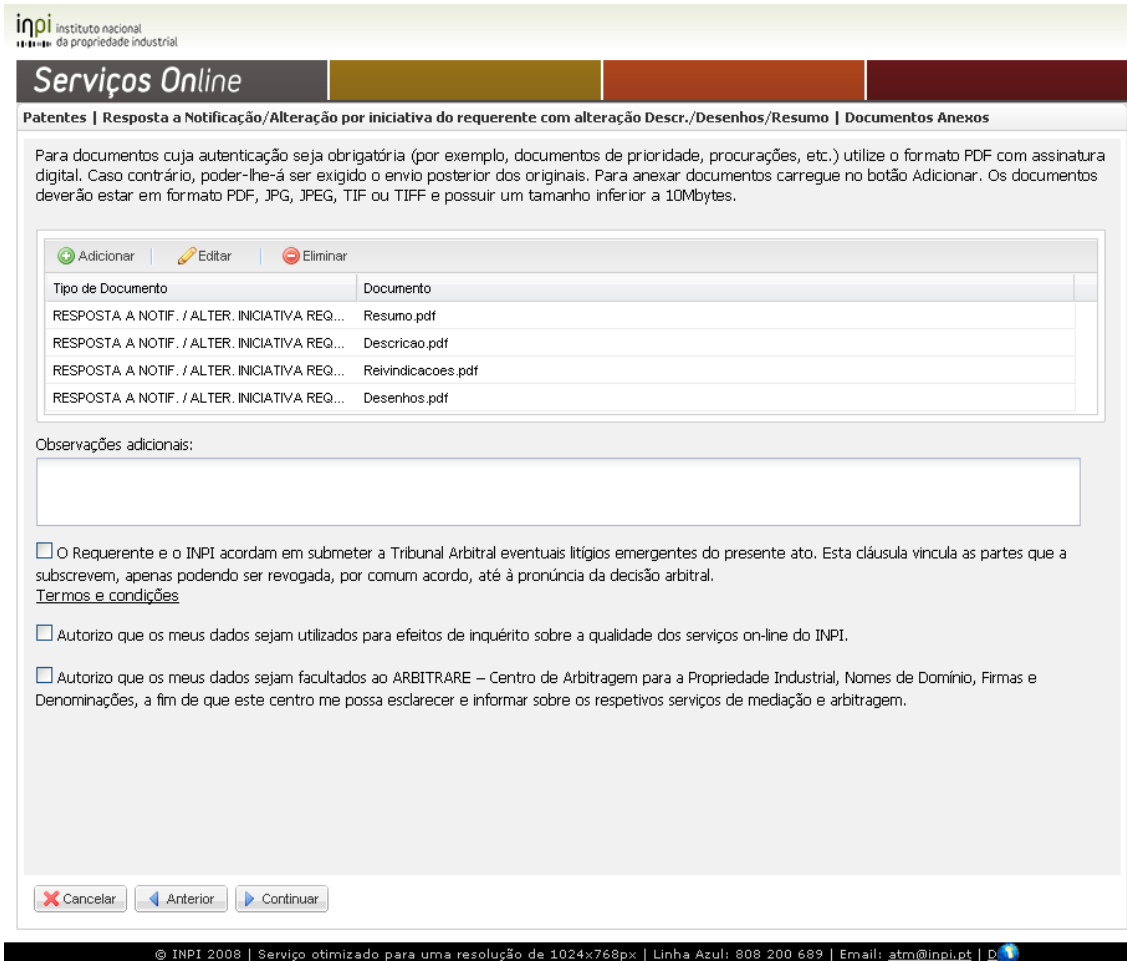 inpi instituto nacional
da propriedade industrial
Serviços Online
Patentes | Resposta a Notificação/Alteração por iniciativa do requerente com alteração Descr./Desenhos/Resumo | Documentos Anexos
Para documentos cuja autenticação seja obrigatória (por exemplo, documentos de prioridade, procurações, etc.) utilize o formato PDF com assinatura
digital. Caso contrário, poder-lhe-á ser exigido o envio posterior dos originais. Para anexar documentos carregue no botão Adicionar. Os documentos
deverão estar em formato PDF, JPG, JPEG, TIF ou TIFF e possuir um tamanho inferior a 10Mbytes.
Adicionar | Editar | Eliminar
Tipo de Documento Documento
RESPOSTA A NOTIF. / ALTER. INICIATIVA REQ... Resumo.pdf
RESPOSTA A NOTIF. / ALTER. INICIATIVA REQ... Descricao.pdf
RESPOSTA A NOTIF. / ALTER. INICIATIVA REQ... Reivindicacoes.pdf
RESPOSTA A NOTIF. / ALTER. INICIATIVA REQ... Desenhos.pdf
Observações adicionais:
O Requerente e o INPI acordam em submeter a Tribunal Arbitral eventuais litígios emergentes do presente ato. Esta cláusula vincula as partes que a
subscrevem, apenas podendo ser revogada, por comum acordo, até à pronúncia da decisão arbitral.
Termos e condições
Autorizo que os meus dados sejam utilizados para efeitos de inquérito sobre a qualidade dos serviços on-line do INPI.
Autorizo que os meus dados sejam facultados ao ARBITRARE – Centro de Arbitragem para a Propriedade Industrial, Nomes de Domínio, Firmas e
Denominações, a fim de que este centro me possa esclarecer e informar sobre os respetivos serviços de mediação e arbitragem.
Cancelar Anterior Continuar
© INPI 2008 | Serviço otimizado para uma resolução de 1024x768px | Linha Azul: 808 200 689 | Email: atm@inpi.pt | D